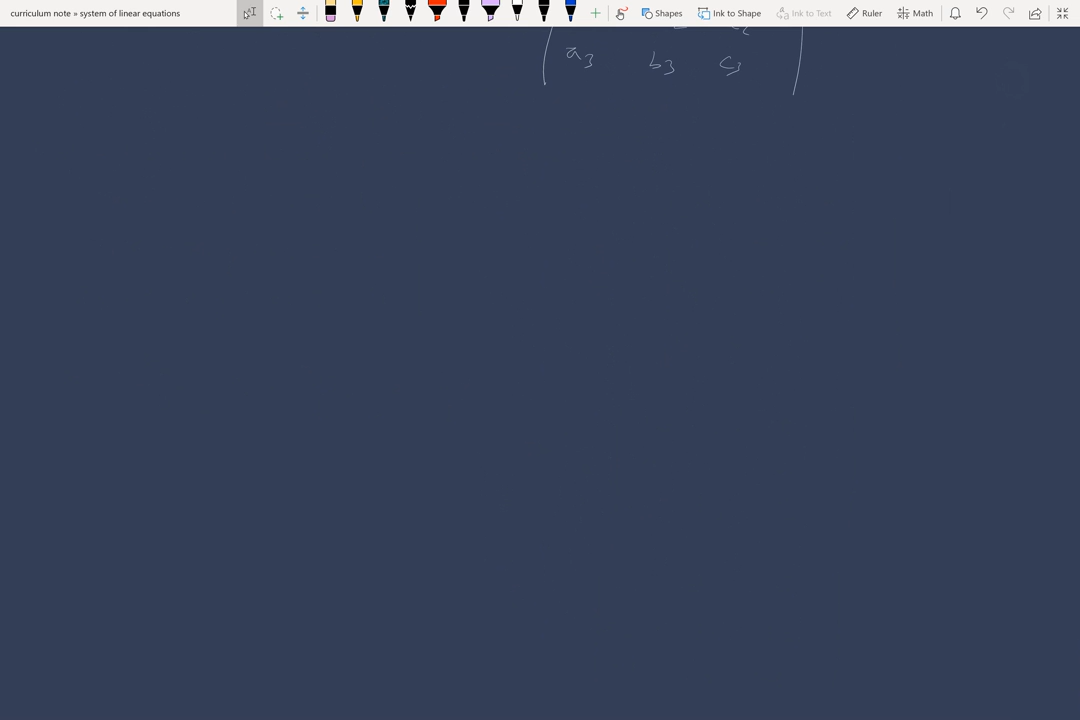 curriculum note » system of linear equations Shapes Ink to Shape Ink to Text Ruler Math
a3 b3 c3